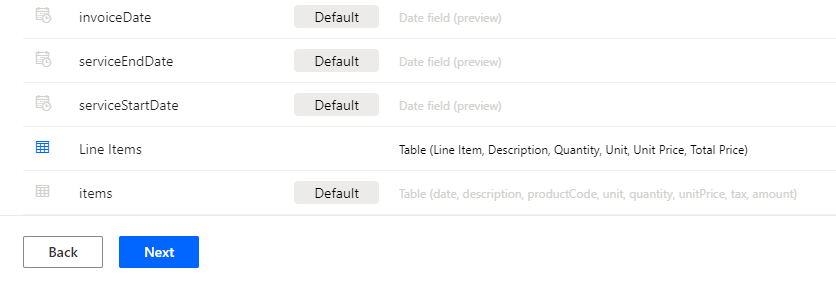 invoiceDate Default Date field (preview)
serviceEndDate Default Date field (preview)
serviceStartDate Default Date field (preview)
Line Items Table (Line Item, Description, Quantity, Unit, Unit Price, Total Price)
items Default Table (date, description, productCode, unit, quantity, unitPrice, tax, amount)
Back Next